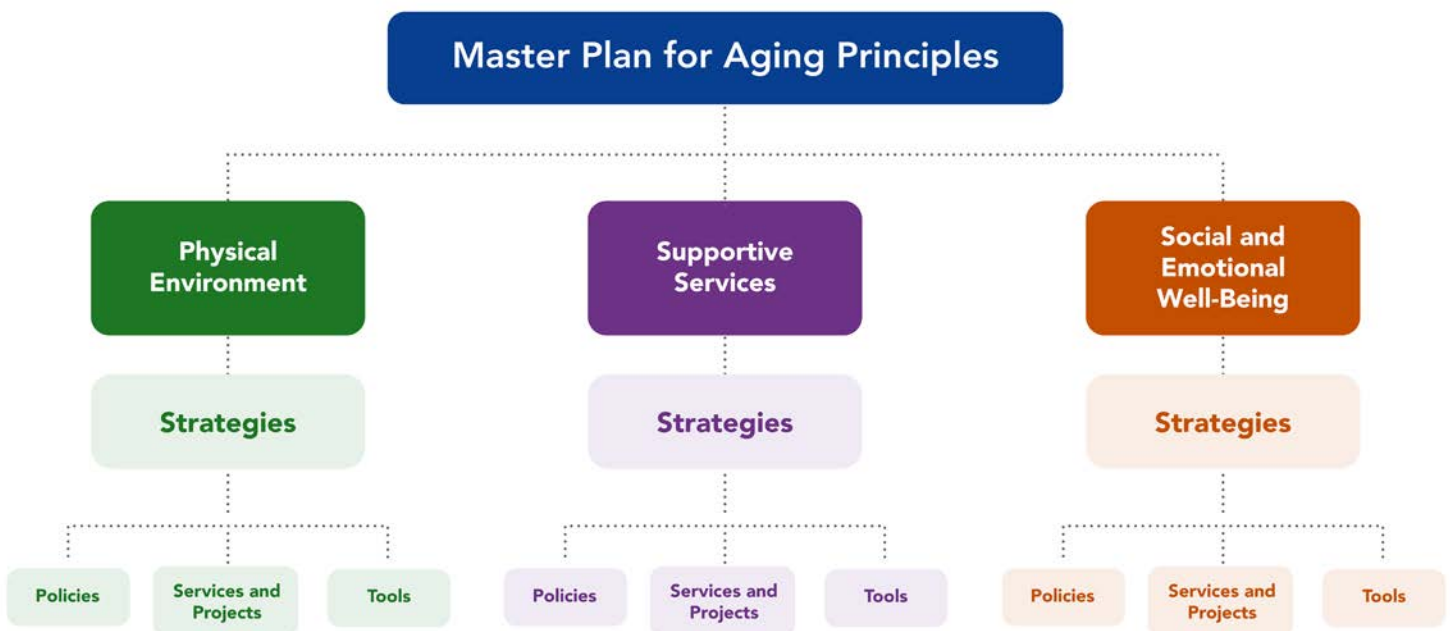 Master Plan for Aging Principles
Physical
Environment
Supportive
Services
Social and
Emotional
Well-Being
Strategies
Strategies
Strategies
Policies
Services and
Projects
Tools
Policies
Services and
Projects
Tools
Policies
Services and
Projects
Tools